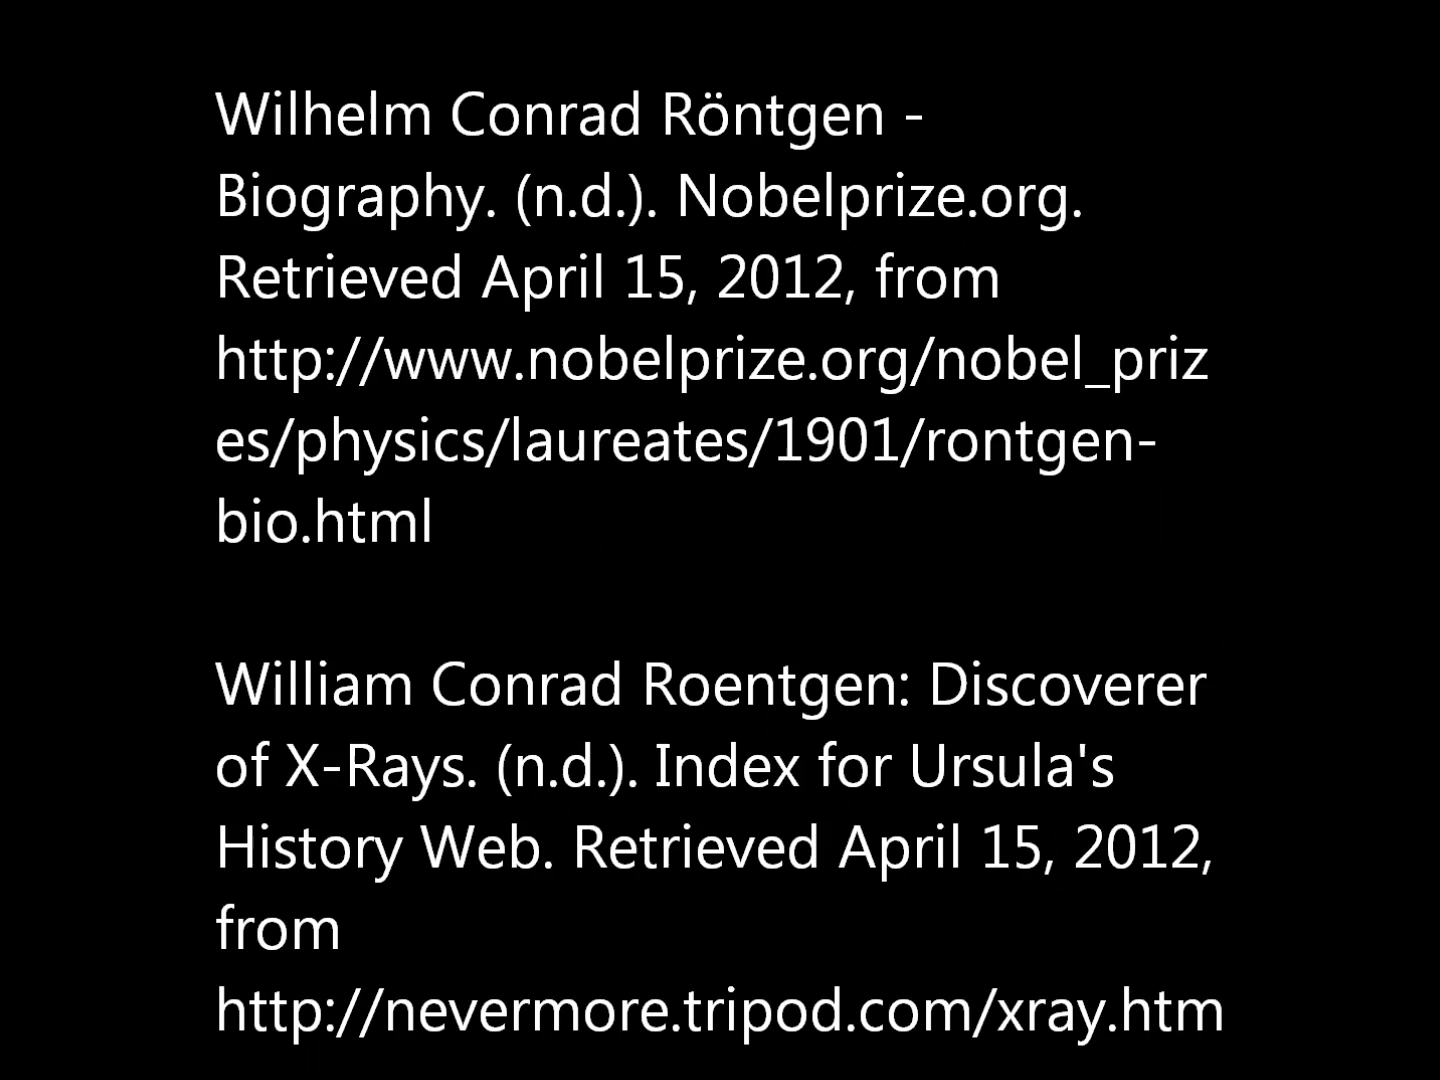 Wilhelm Conrad Röntgen -
Biography. (n.d.). Nobelprize.org.
Retrieved April 15, 2012, from
http://www.nobelprize.org/nobel_priz
es/physics/laureates/1901/rontgen-
bio.html
William Conrad Roentgen: Discoverer
of X-Rays. (n.d.). Index for Ursula's
History Web. Retrieved April 15, 2012,
from
http://nevermore.tripod.com/xray.htm